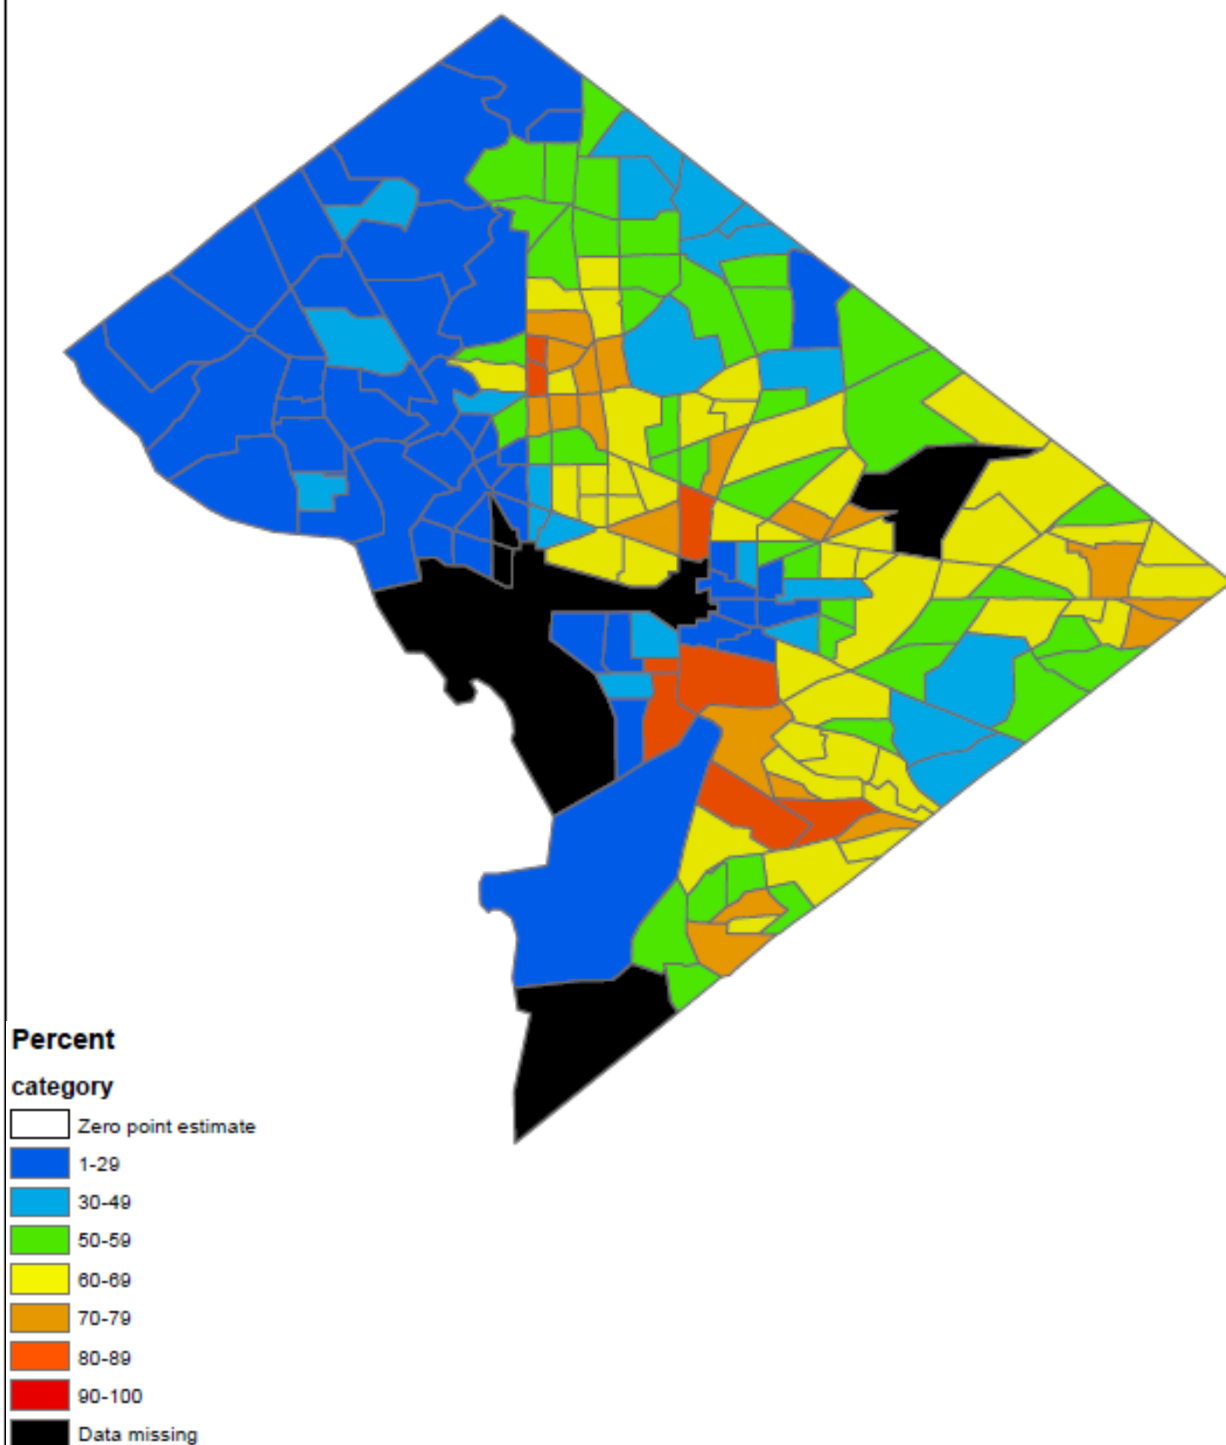 Percent
category
Zero point estimate
1-29
30-49
50-59
60-69
70-79
80-89
90-100
Data missing